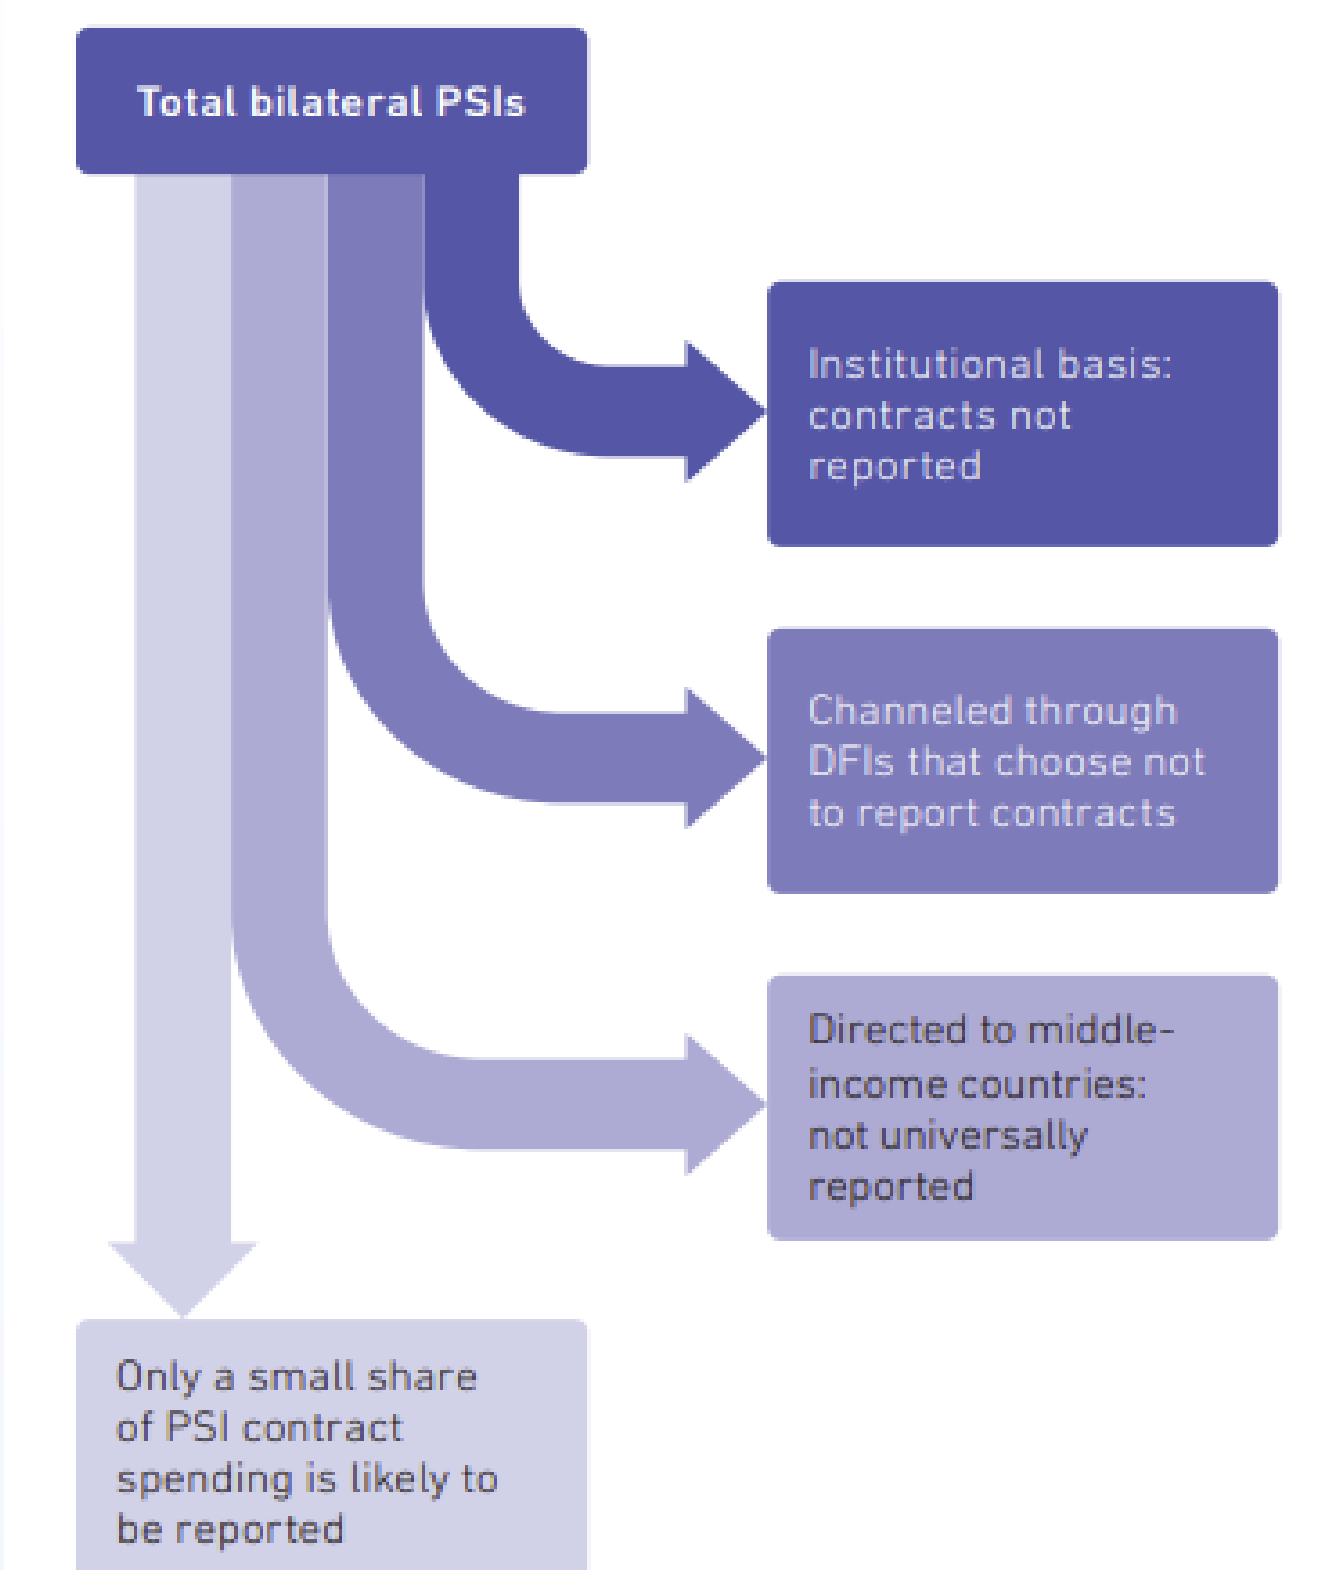 Total bilateral PSIs
Institutional basis:
contracts not
reported
Channeled through
DFIs that choose not
to report contracts
Directed to middle-
income countries:
not universally
reported
Only a small share
of PSI contract
spending is likely to
be reported